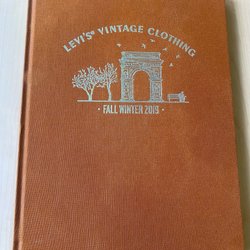 LEVI'S® VINTAGE CLOTHING
· FALL WINTER 2019 ·